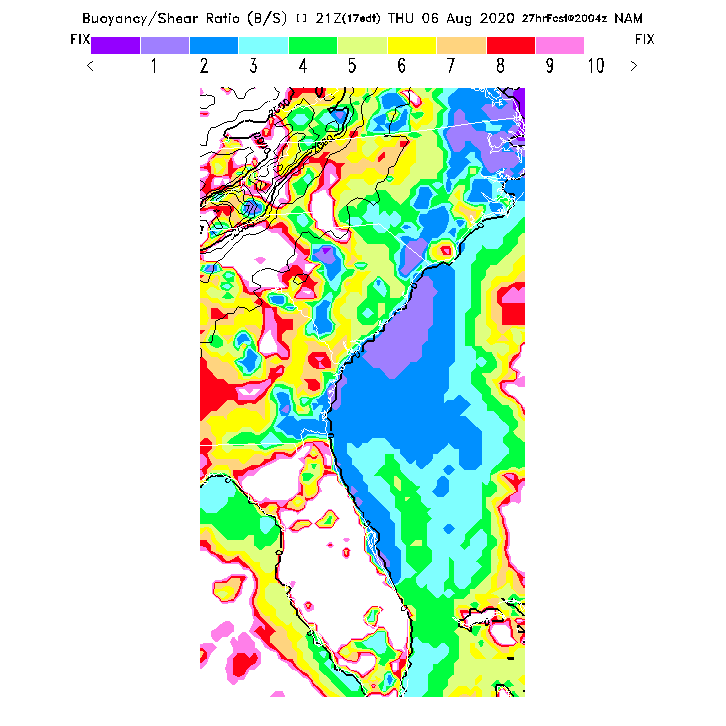 Buoyancy/Shear Ratio (B/S) [] 21Z(17edt) THU 06 Aug 2020 27hrFcst@2004z NAM
FIX FIX
< 1 2 3 4 5 6 7 8 9 10 >